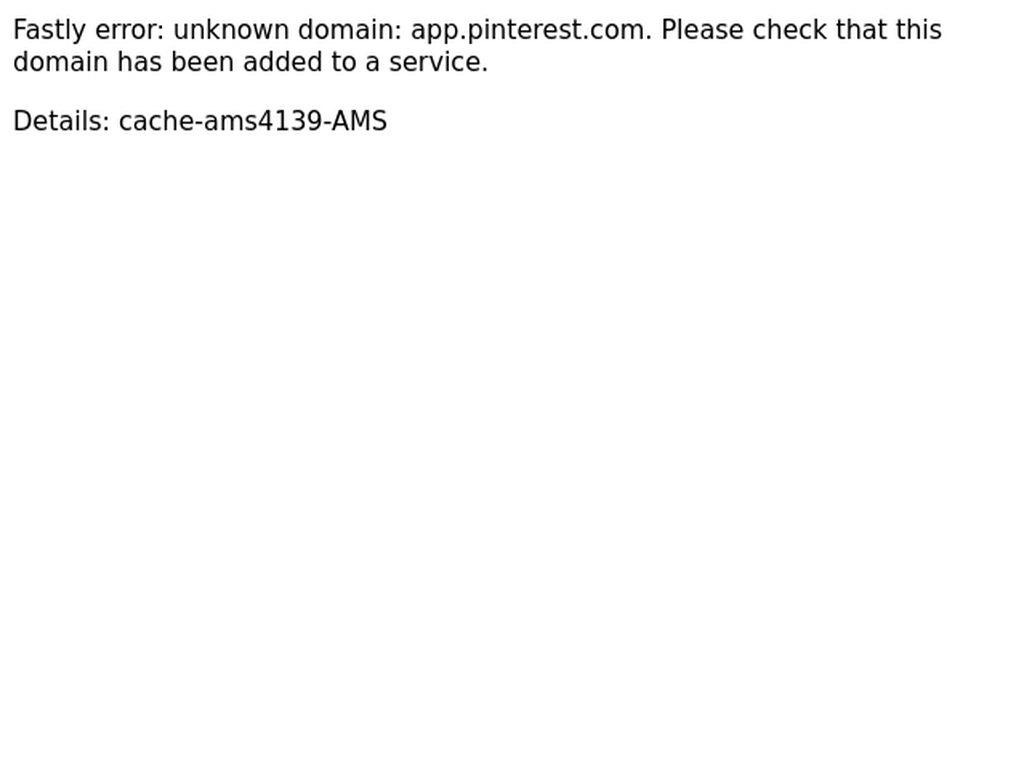 Fastly error: unknown domain: app.pinterest.com. Please check that this
domain has been added to a service.
Details: cache-ams4139-AMS